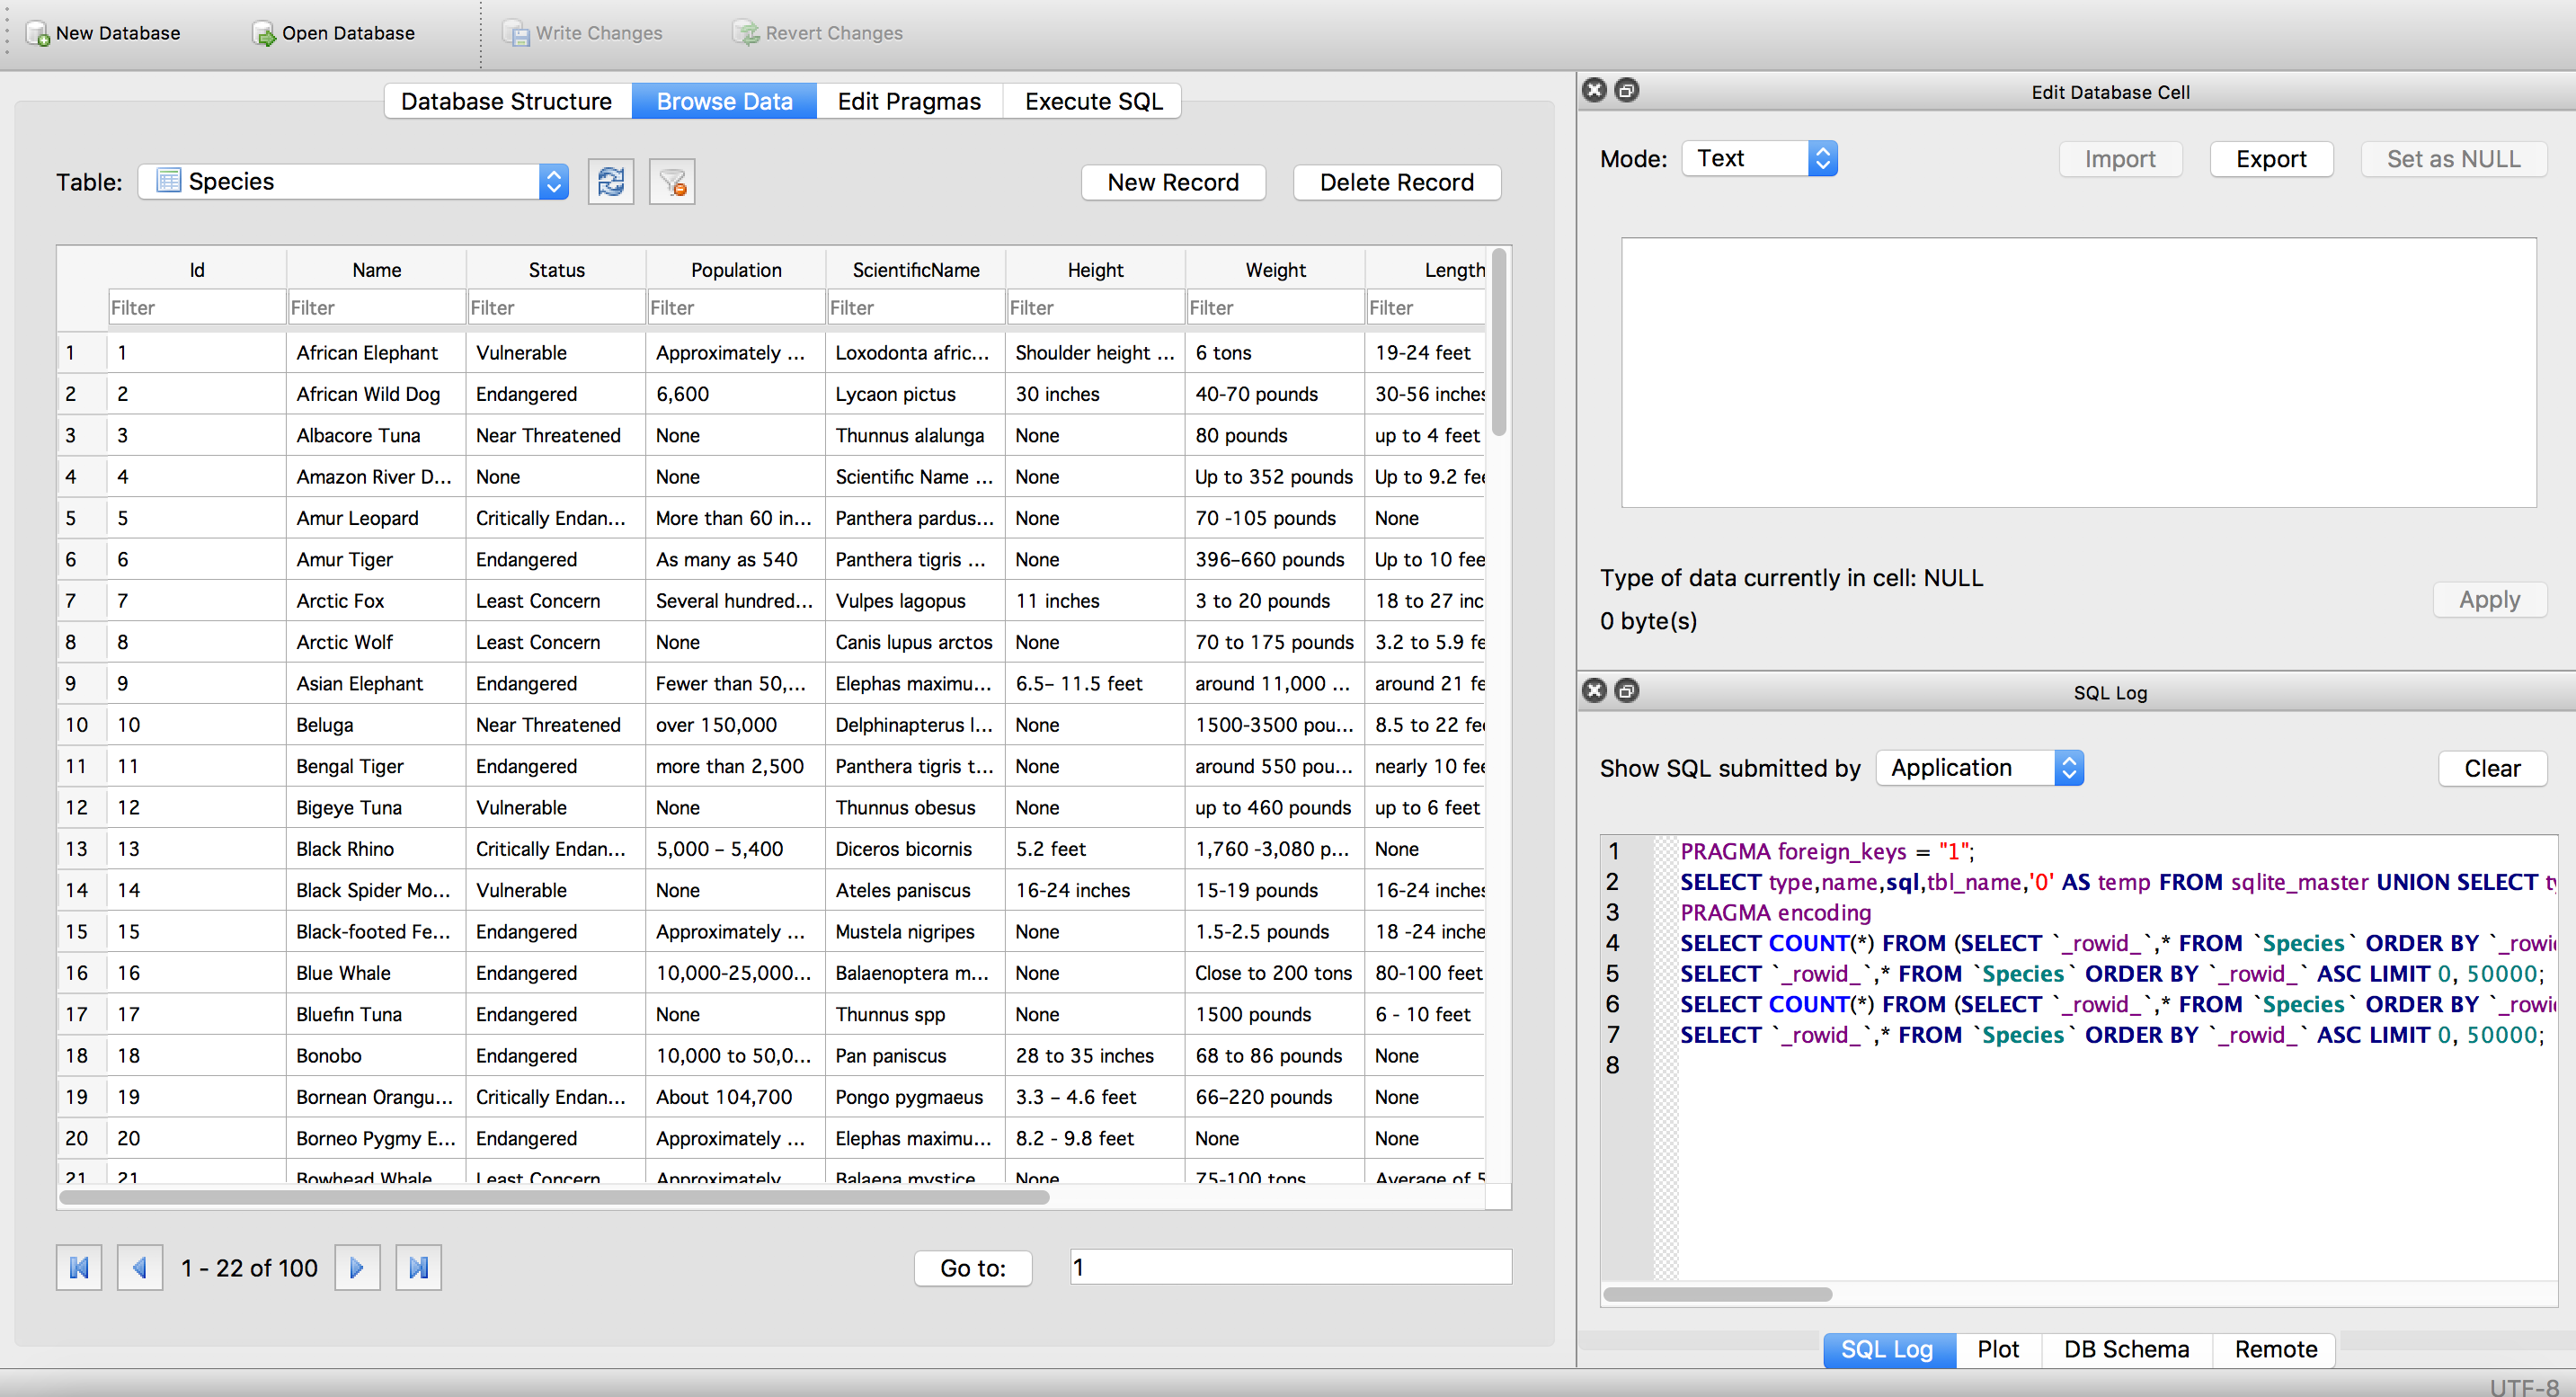 New Database Open Database Write Changes Revert Changes
Database Structure Browse Data Edit Pragmas Execute SQL
Table: Species New Record Delete Record
Id Name Status Population ScientificName Height Weight Length
Filter Filter Filter Filter Filter Filter Filter Filter
1 1 African Elephant Vulnerable Approximately ... Loxodonta afric... Shoulder height ... 6 tons 19-24 feet
2 2 African Wild Dog Endangered 6,600 Lycaon pictus 30 inches 40-70 pounds 30-56 inches
3 3 Albacore Tuna Near Threatened None Thunnus alalunga None 80 pounds up to 4 feet
4 4 Amazon River D... None None Scientific Name ... None Up to 352 pounds Up to 9.2 fee
5 5 Amur Leopard Critically Endan... More than 60 in... Panthera pardus... None 70 -105 pounds None
6 6 Amur Tiger Endangered As many as 540 Panthera tigris ... None 396–660 pounds Up to 10 fee
7 7 Arctic Fox Least Concern Several hundred... Vulpes lagopus 11 inches 3 to 20 pounds 18 to 27 inc
8 8 Arctic Wolf Least Concern None Canis lupus arctos None 70 to 175 pounds 3.2 to 5.9 fe
9 9 Asian Elephant Endangered Fewer than 50,... Elephas maximu... 6.5– 11.5 feet around 11,000 ... around 21 fe
10 10 Beluga Near Threatened over 150,000 Delphinapterus l... None 1500-3500 pou... 8.5 to 22 fe
11 11 Bengal Tiger Endangered more than 2,500 Panthera tigris t... None around 550 pou... nearly 10 fee
12 12 Bigeye Tuna Vulnerable None Thunnus obesus None up to 460 pounds up to 6 feet
13 13 Black Rhino Critically Endan... 5,000 – 5,400 Diceros bicornis 5.2 feet 1,760 -3,080 p... None
14 14 Black Spider Mo... Vulnerable None Ateles paniscus 16-24 inches 15-19 pounds 16-24 inches
15 15 Black-footed Fe... Endangered Approximately ... Mustela nigripes None 1.5-2.5 pounds 18 -24 inche
16 16 Blue Whale Endangered 10,000-25,000... Balaenoptera m... None Close to 200 tons 80-100 feet
17 17 Bluefin Tuna Endangered None Thunnus spp None 1500 pounds 6 - 10 feet
18 18 Bonobo Endangered 10,000 to 50,0... Pan paniscus 28 to 35 inches 68 to 86 pounds None
19 19 Bornean Orangu... Critically Endan... About 104,700 Pongo pygmaeus 3.3 – 4.6 feet 66–220 pounds None
20 20 Borneo Pygmy E... Endangered Approximately ... Elephas maximu... 8.2 - 9.8 feet None None
21 21 Bowhead Whale Least Concern Approximately Balaena mystice None 75-100 tons Average of 5
1 - 22 of 100 Go to: 1
Edit Database Cell
Mode: Text Import Export Set as NULL
Type of data currently in cell: NULL
Apply
0 byte(s)
SQL Log
Show SQL submitted by Application Clear
1 PRAGMA foreign_keys = "1";
2 SELECT type,name,sql,tbl_name,'0' AS temp FROM sqlite_master UNION SELECT ty
3 PRAGMA encoding
4 SELECT COUNT(*) FROM (SELECT `_rowid_`,* FROM `Species` ORDER BY `_rowi
5 SELECT `_rowid_`,* FROM `Species` ORDER BY `_rowid_` ASC LIMIT 0, 50000;
6 SELECT COUNT(*) FROM (SELECT `_rowid_`,* FROM `Species` ORDER BY `_rowi
7 SELECT `_rowid_`,* FROM `Species` ORDER BY `_rowid_` ASC LIMIT 0, 50000;
8
SQL Log Plot DB Schema Remote
UTF-8